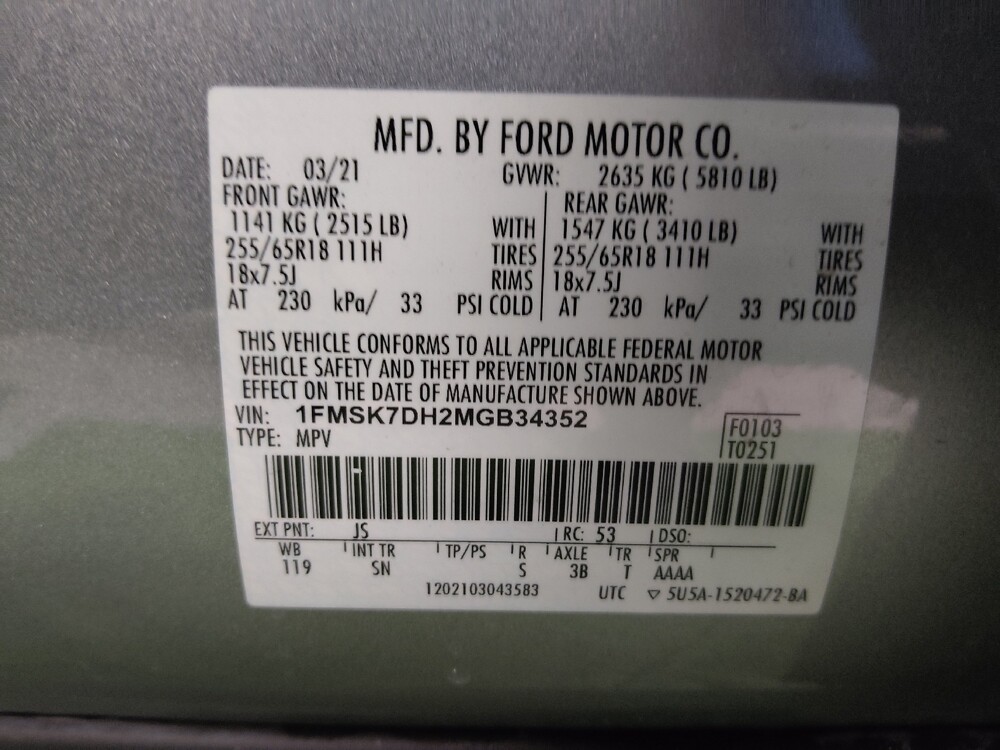 MFD. BY FORD MOTOR CO.
DATE: 03/21 GVWR: 2635 KG ( 5810 LB)
FRONT GAWR: REAR GAWR:
1141 KG ( 2515 LB) WITH 1547 KG ( 3410 LB) WITH
255/65R18 111H TIRES 255/65R18 111H TIRES
18x7.5J RIMS 18x7.5J RIMS
AT 230 kPa/ 33 PSI COLD AT 230 kPa/ 33 PSI COLD
THIS VEHICLE CONFORMS TO ALL APPLICABLE FEDERAL MOTOR
VEHICLE SAFETY AND THEFT PREVENTION STANDARDS IN
EFFECT ON THE DATE OF MANUFACTURE SHOWN ABOVE.
VIN: 1FMSK7DH2MGB34352
TYPE: MPV
F0103
T0251
EXT PNT: JS RC: 53 DSO:
WB INT TR TP/PS R AXLE TR SPR
119 SN S 3B T AAAA
1202103043583 UTC ▽ 5U5A-1520472-BA